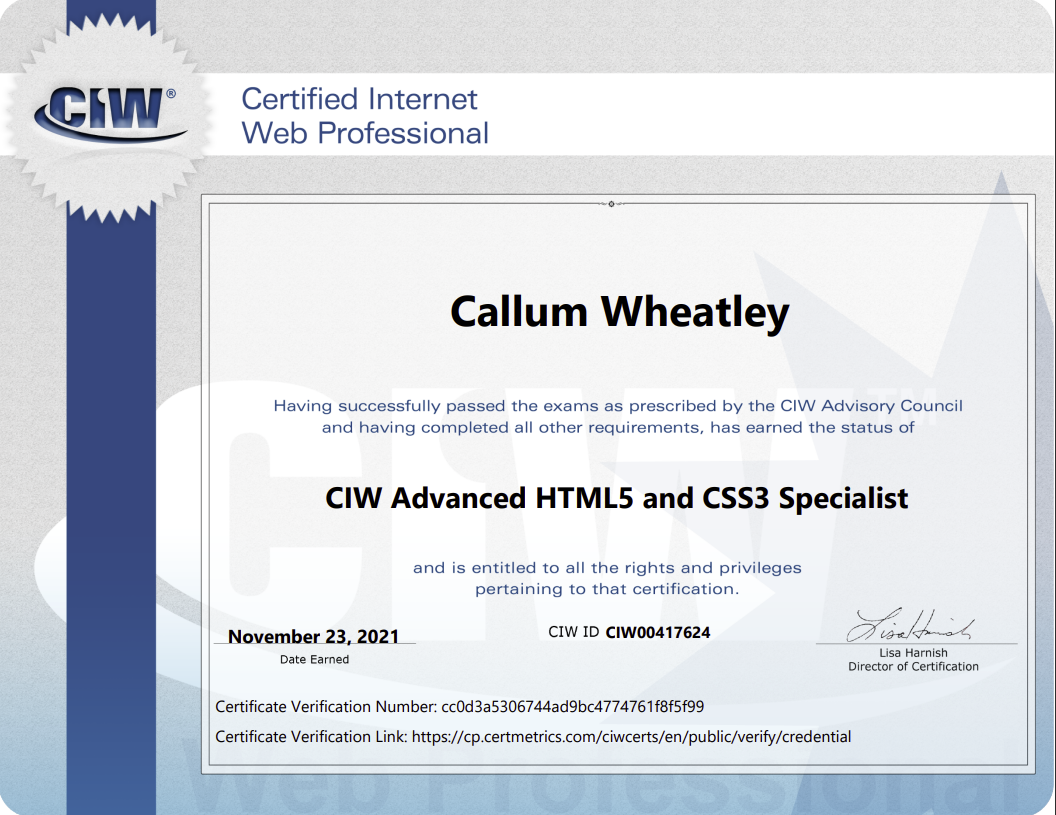 CIW®
Certified Internet
Web Professional
Callum Wheatley
Having successfully passed the exams as prescribed by the CIW Advisory Council
and having completed all other requirements, has earned the status of
CIW Advanced HTML5 and CSS3 Specialist
and is entitled to all the rights and privileges
pertaining to that certification.
November 23, 2021
Date Earned
CIW ID CIW00417624
Lisa Harnish
Lisa Harnish
Director of Certification
Certificate Verification Number: cc0d3a5306744ad9bc4774761f8f5f99
Certificate Verification Link: https://cp.certmetrics.com/ciwcerts/en/public/verify/credential
CIW TM
Web Professional